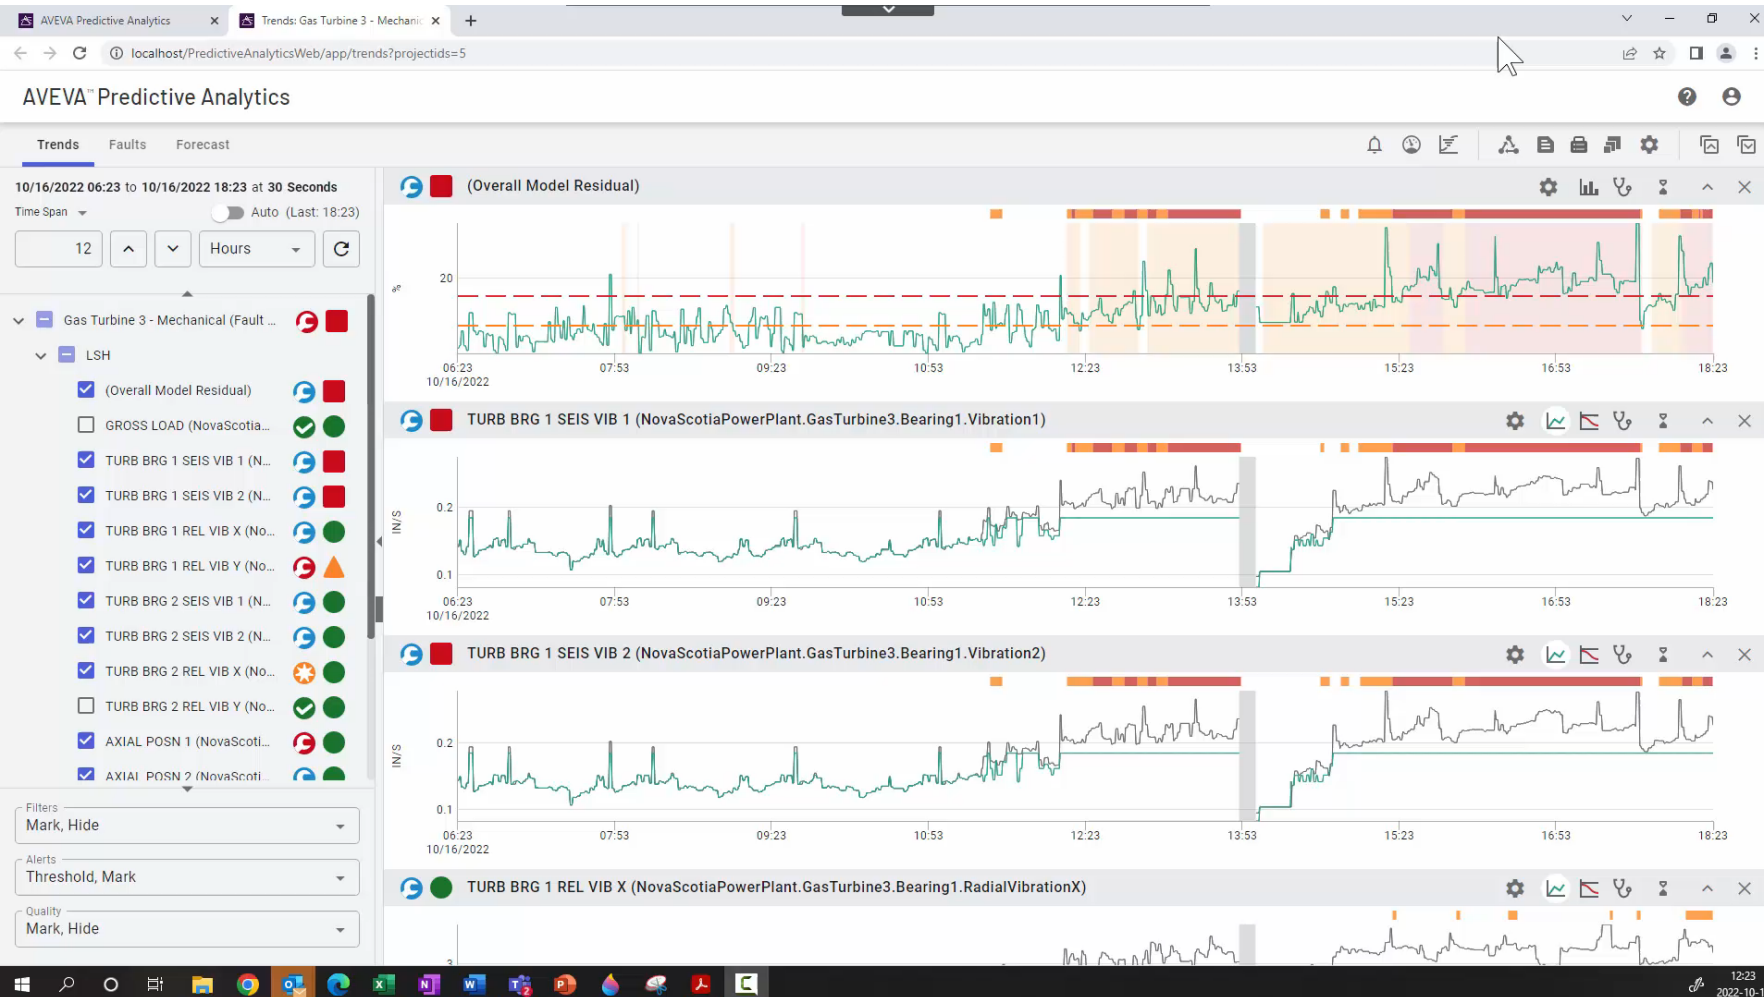 AVEVA Predictive Analytics
Trends: Gas Turbine 3 - Mechanic
localhost/PredictiveAnalyticsWeb/app/trends?projectids=5
AVEVA™ Predictive Analytics
Trends Faults Forecast
10/16/2022 06:23 to 10/16/2022 18:23 at 30 Seconds
Time Span Auto (Last: 18:23)
12 Hours
Gas Turbine 3 - Mechanical (Fault ...
LSH
(Overall Model Residual)
GROSS LOAD (NovaScotia...
TURB BRG 1 SEIS VIB 1 (N...
TURB BRG 1 SEIS VIB 2 (N...
TURB BRG 1 REL VIB X (No...
TURB BRG 1 REL VIB Y (No...
TURB BRG 2 SEIS VIB 1 (N...
TURB BRG 2 SEIS VIB 2 (N...
TURB BRG 2 REL VIB X (No...
TURB BRG 2 REL VIB Y (No...
AXIAL POSN 1 (NovaScoti...
AXIAL POSN 2 (NovaScoti...
Filters
Mark, Hide
Alerts
Threshold, Mark
Quality
Mark, Hide
(Overall Model Residual)
20
%
06:23 07:53 09:23 10:53 12:23 13:53 15:23 16:53 18:23
10/16/2022
TURB BRG 1 SEIS VIB 1 (NovaScotiaPowerPlant.GasTurbine3.Bearing1.Vibration1)
0.2
IN/S
0.1
06:23 07:53 09:23 10:53 12:23 13:53 15:23 16:53 18:23
10/16/2022
TURB BRG 1 SEIS VIB 2 (NovaScotiaPowerPlant.GasTurbine3.Bearing1.Vibration2)
0.2
IN/S
0.1
06:23 07:53 09:23 10:53 12:23 13:53 15:23 16:53 18:23
10/16/2022
TURB BRG 1 REL VIB X (NovaScotiaPowerPlant.GasTurbine3.Bearing1.RadialVibrationX)
3
12:23
2022-10-1